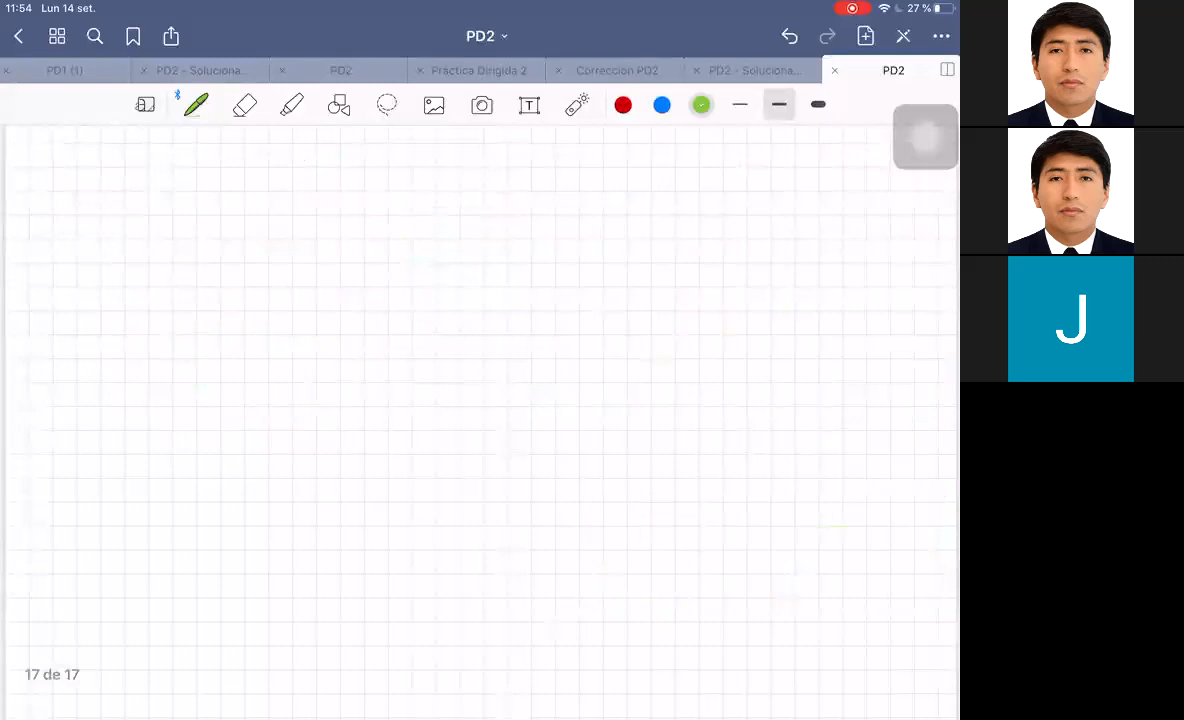 11:54 Lun 14 set. 27 %
PD2
PD1 (1) PD2 - Soluciona... PD2 Práctica Dirigida 2 Corrección PD2 PD2 - Soluciona... PD2
T
J
17 de 17